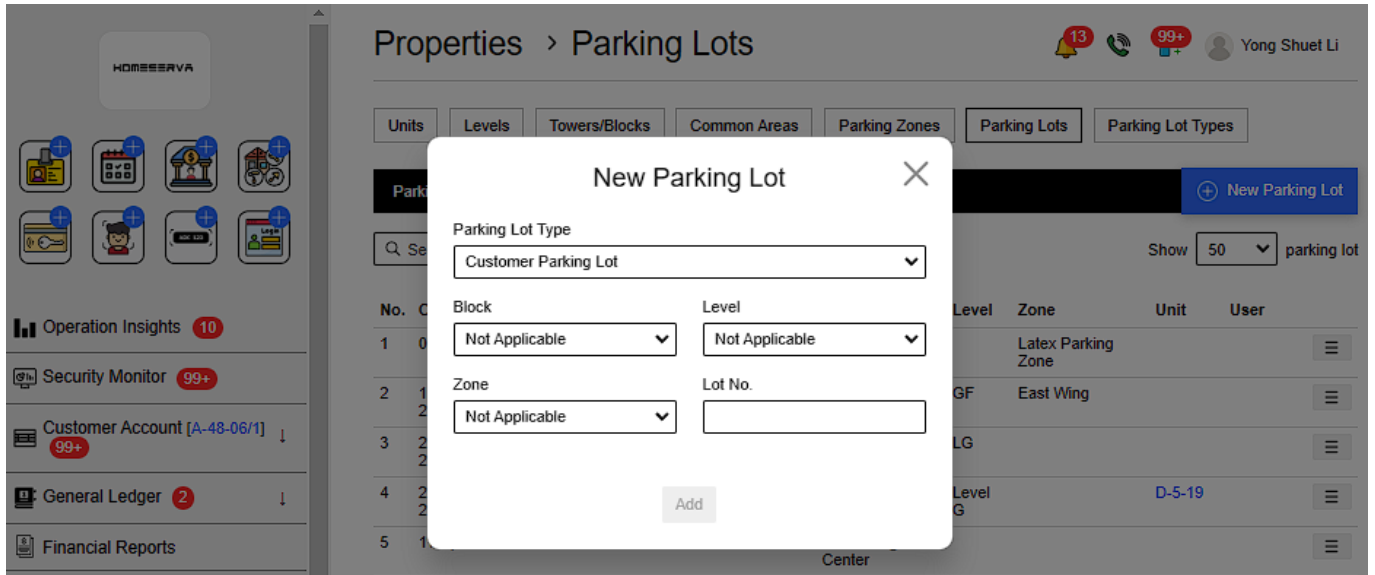 HOMESERVA
Properties > Parking Lots
13
99+
Yong Shuet Li
Units
Levels
Towers/Blocks
Common Areas
Parking Zones
Parking Lots
Parking Lot Types
New Parking Lot
New Parking Lot
Show 50 parking lot
Parking Lot Type
Customer Parking Lot
Block
Level
Not Applicable
Not Applicable
Zone
Lot No.
Not Applicable
Add
No.
Level
Zone
Unit
User
1
Latex Parking
Zone
2
GF
East Wing
3
LG
4
Level
G
D-5-19
5
Center
Login
Operation Insights 10
Security Monitor 99+
Customer Account [A-48-06/1] ↓
99+
General Ledger 2 ↓
Financial Reports